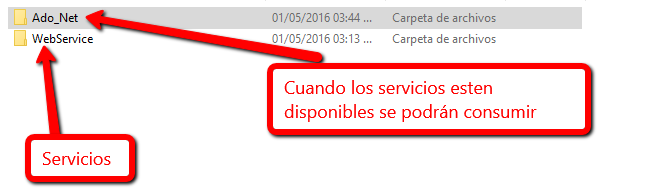 Ado_Net 01/05/2016 03:44 ... Carpeta de archivos
WebService 01/05/2016 03:13 ... Carpeta de archivos
Cuando los servicios esten
disponibles se podrán consumir
Servicios